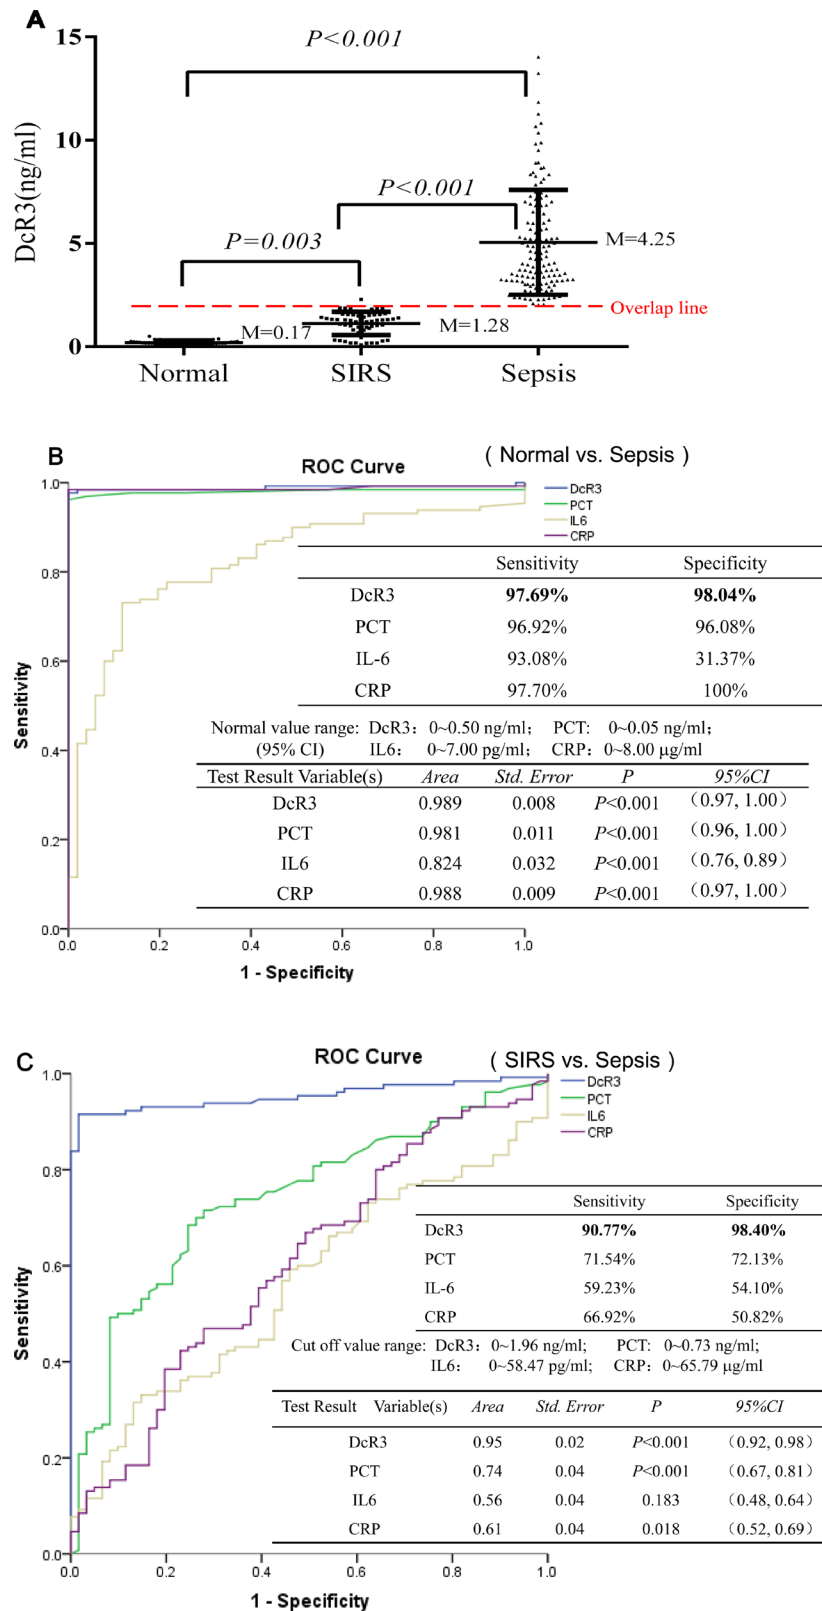 A
15
P<0.001
10
P<0.001
P=0.003
DcR3(ng/ml)
5
M=4.25
Overlap line
M=0.17
M=1.28
0
Normal SIRS Sepsis
B
( Normal vs. Sepsis )
ROC Curve
1.0
DcR3
PCT
IL6
CRP
Sensitivity Specificity
DcR3 97.69% 98.04%
PCT 96.92% 96.08%
IL-6 93.08% 31.37%
CRP 97.70% 100%
0.8
0.6
Sensitivity
0.4
0.2
0.0
Normal value range: DcR3：0~0.50 ng/ml； PCT: 0~0.05 ng/ml；
(95% CI) IL6：0~7.00 pg/ml； CRP：0~8.00 μg/ml
Test Result Variable(s) Area Std. Error P 95%CI
DcR3 0.989 0.008 P<0.001 （0.97, 1.00）
PCT 0.981 0.011 P<0.001 （0.96, 1.00）
IL6 0.824 0.032 P<0.001 （0.76, 0.89）
CRP 0.988 0.009 P<0.001 （0.97, 1.00）
0.0 0.2 0.4 0.6 0.8 1.0
1 - Specificity
C
ROC Curve
( SIRS vs. Sepsis )
1.0
DcR3
PCT
IL6
CRP
0.8
0.6
Sensitivity
0.4
0.2
0.0
Sensitivity Specificity
DcR3 90.77% 98.40%
PCT 71.54% 72.13%
IL-6 59.23% 54.10%
CRP 66.92% 50.82%
Cut off value range: DcR3：0~1.96 ng/ml; PCT：0~0.73 ng/ml;
IL6： 0~58.47 pg/ml; CRP：0~65.79 μg/ml
Test Result Variable(s) Area Std. Error P 95%CI
DcR3 0.95 0.02 P<0.001 （0.92, 0.98）
PCT 0.74 0.04 P<0.001 （0.67, 0.81）
IL6 0.56 0.04 0.183 （0.48, 0.64）
CRP 0.61 0.04 0.018 （0.52, 0.69）
0.0 0.2 0.4 0.6 0.8 1.0
1 - Specificity